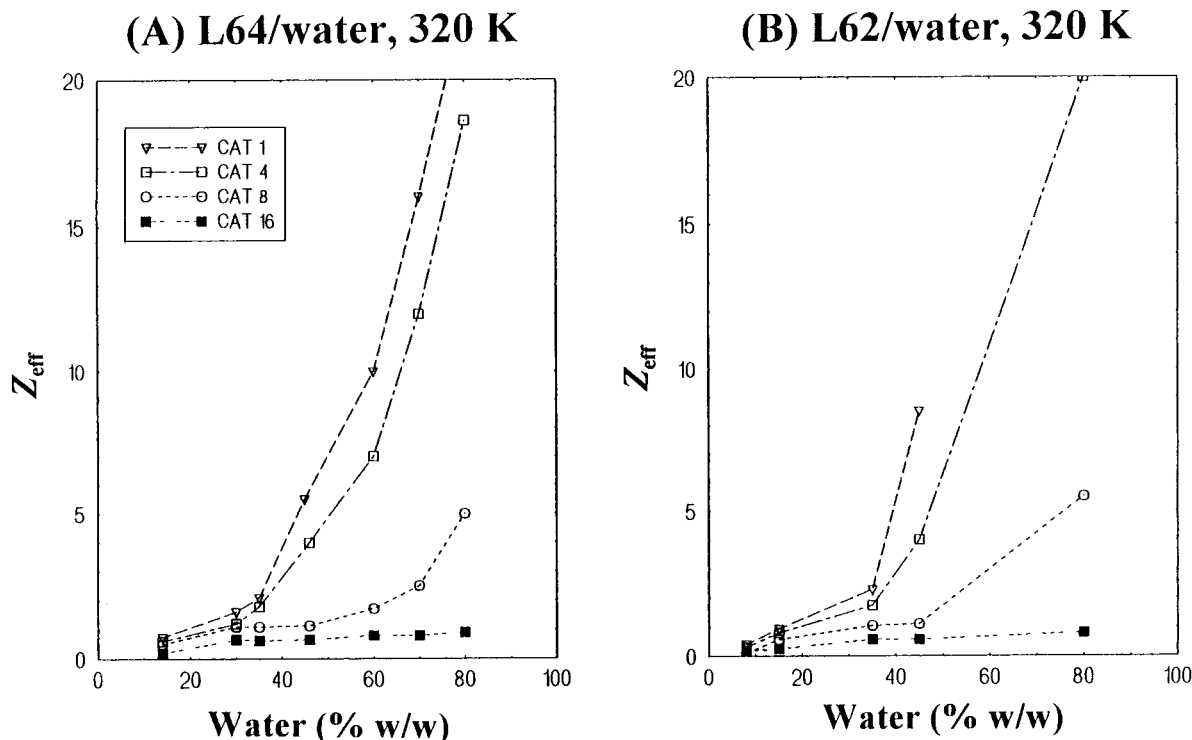 (A) L64/water, 320 K
20
15
10
5
0
Zeff
CAT 1
CAT 4
CAT 8
CAT 16
0 20 40 60 80 100
Water (% w/w)
(B) L62/water, 320 K
20
15
10
5
0
Zeff
0 20 40 60 80 100
Water (% w/w)